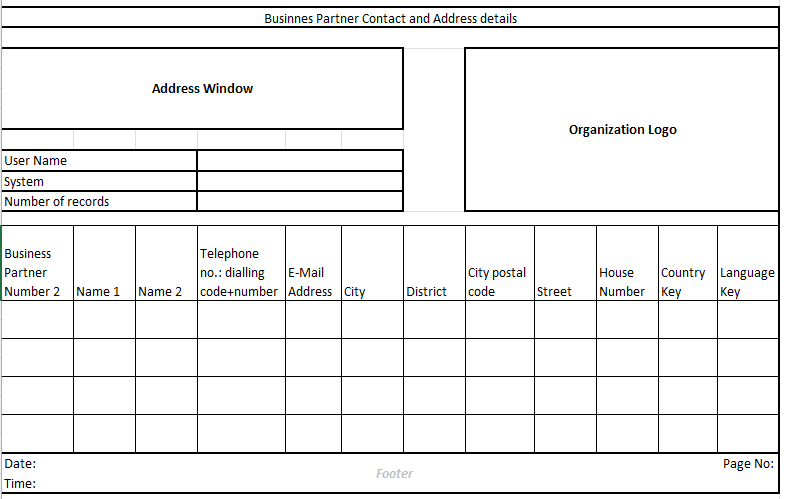 Businnes Partner Contact and Address details
Address Window
Organization Logo
User Name
System
Number of records
Business
Partner
Number 2
Name 1
Name 2
Telephone
no.: dialling
code+number
E-Mail
Address
City
District
City postal
code
Street
House
Number
Country
Key
Language
Key
Date:
Time:
Footer
Page No: